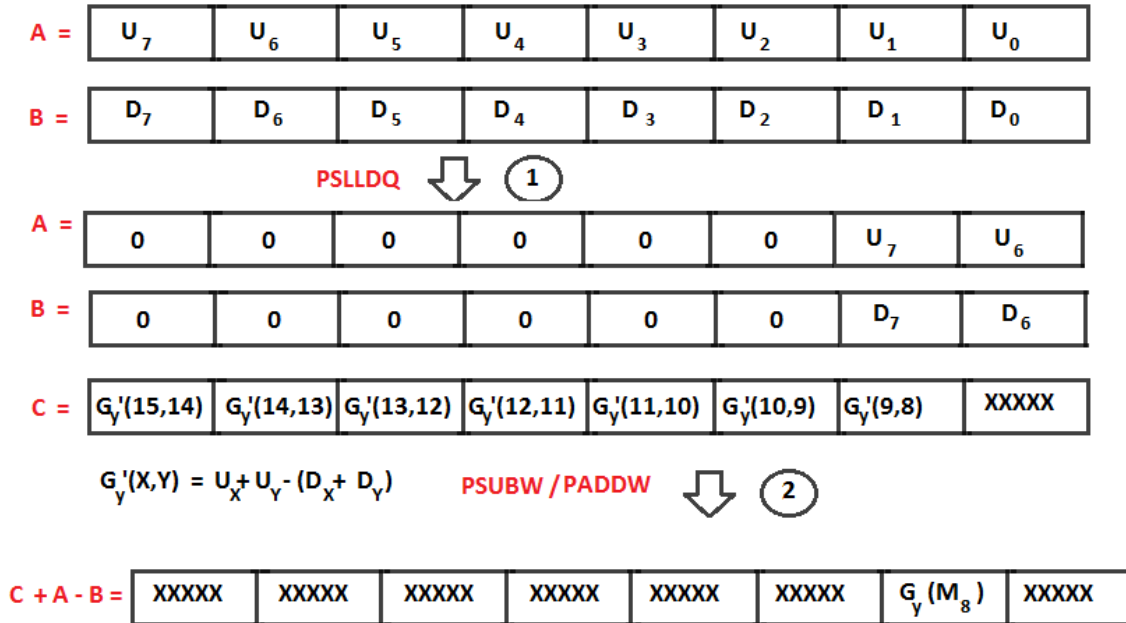 A = U7 U6 U5 U4 U3 U2 U1 U0
B = D7 D6 D5 D4 D3 D2 D1 D0
PSLLDQ 1
A = 0 0 0 0 0 0 U7 U6
B = 0 0 0 0 0 0 D7 D6
C = Gy'(15,14) Gy'(14,13) Gy'(13,12) Gy'(12,11) Gy'(11,10) Gy'(10,9) Gy'(9,8) XXXXX
Gy'(X,Y) = UX+ UY- (DX+ DY) PSUBW / PADDW 2
C + A - B = XXXXX XXXXX XXXXX XXXXX XXXXX XXXXX Gy (M8) XXXXX